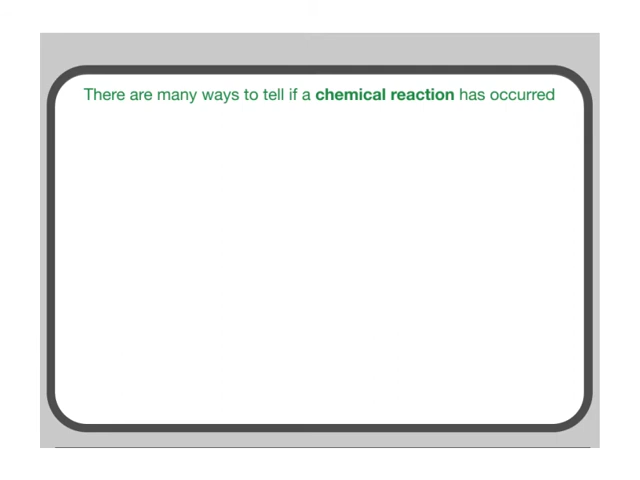 There are many ways to tell if a chemical reaction has occurred